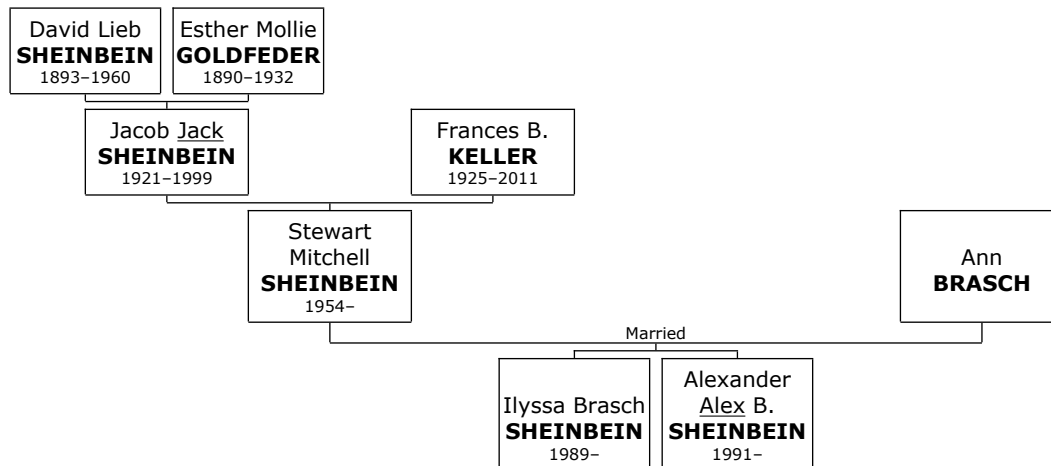 David Lieb
SHEINBEIN
1893–1960
Esther Mollie
GOLDFEDER
1890–1932
Jacob Jack
SHEINBEIN
1921–1999
Frances B.
KELLER
1925–2011
Stewart
Mitchell
SHEINBEIN
1954–
Ann
BRASCH
Married
Ilyssa Brasch
SHEINBEIN
1989–
Alexander
Alex B.
SHEINBEIN
1991–